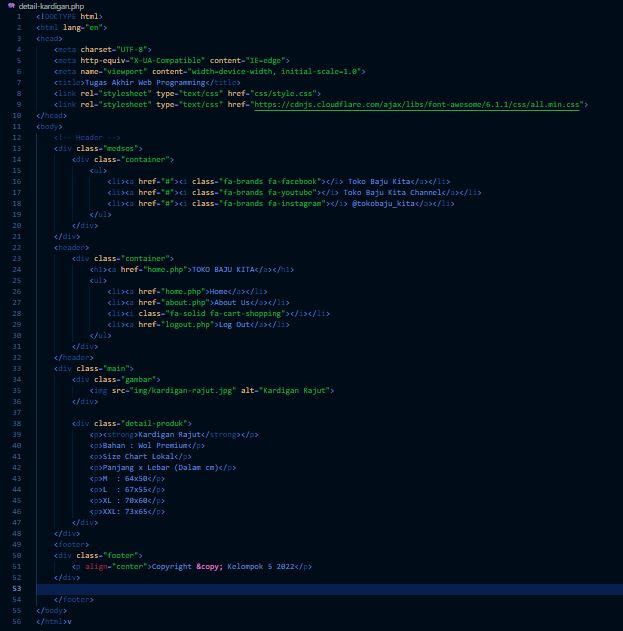 detail-kardigan.php
1 <!DOCTYPE html>
2 <html lang="en">
3 <head>
4 <meta charset="UTF-8">
5 <meta http-equiv="X-UA-Compatible" content="IE=edge">
6 <meta name="viewport" content="width=device-width, initial-scale=1.0">
7 <title>Tugas Akhir Web Programming</title>
8 <link rel="stylesheet" type="text/css" href="css/style.css">
9 <link rel="stylesheet" type="text/css" href="https://cdnjs.cloudflare.com/ajax/libs/font-awesome/6.1.1/css/all.min.css">
10 </head>
11 <body>
12 <!-- Header -->
13 <div class="medsos">
14 <div class="container">
15 <ul>
16 <li><a href="#"><i class="fa-brands fa-facebook"></i> Toko Baju Kita</a></li>
17 <li><a href="#"><i class="fa-brands fa-youtube"></i> Toko Baju Kita Channel</a></li>
18 <li><a href="#"><i class="fa-brands fa-instagram"></i> @tokobaju_kita</a></li>
19 </ul>
20 </div>
21 </div>
22 <header>
23 <div class="container">
24 <h1><a href="home.php">TOKO BAJU KITA</a></h1>
25 <ul>
26 <li><a href="home.php">Home</a></li>
27 <li><a href="about.php">About Us</a></li>
28 <li><i class="fa-solid fa-cart-shopping"></i></li>
29 <li><a href="logout.php">Log Out</a></li>
30 </ul>
31 </div>
32 </header>
33 <div class="main">
34 <div class="gambar">
35 <img src="img/kardigan-rajut.jpg" alt="Kardigan Rajut">
36 </div>
37
38 <div class="detail-produk">
39 <p><strong>Kardigan Rajut</strong></p>
40 <p>Bahan : Wol Premium</p>
41 <p>Size Chart Lokal</p>
42 <p>Panjang x Lebar (Dalam cm)</p>
43 <p>M : 64x50</p>
44 <p>L : 67x55</p>
45 <p>XL : 70x60</p>
46 <p>XXL: 73x65</p>
47 </div>
48 </div>
49 <footer>
50 <div class="footer">
51 <p align="center">Copyright &copy; Kelompok 5 2022</p>
52 </div>
53
54 </footer>
55 </body>
56 </html>v